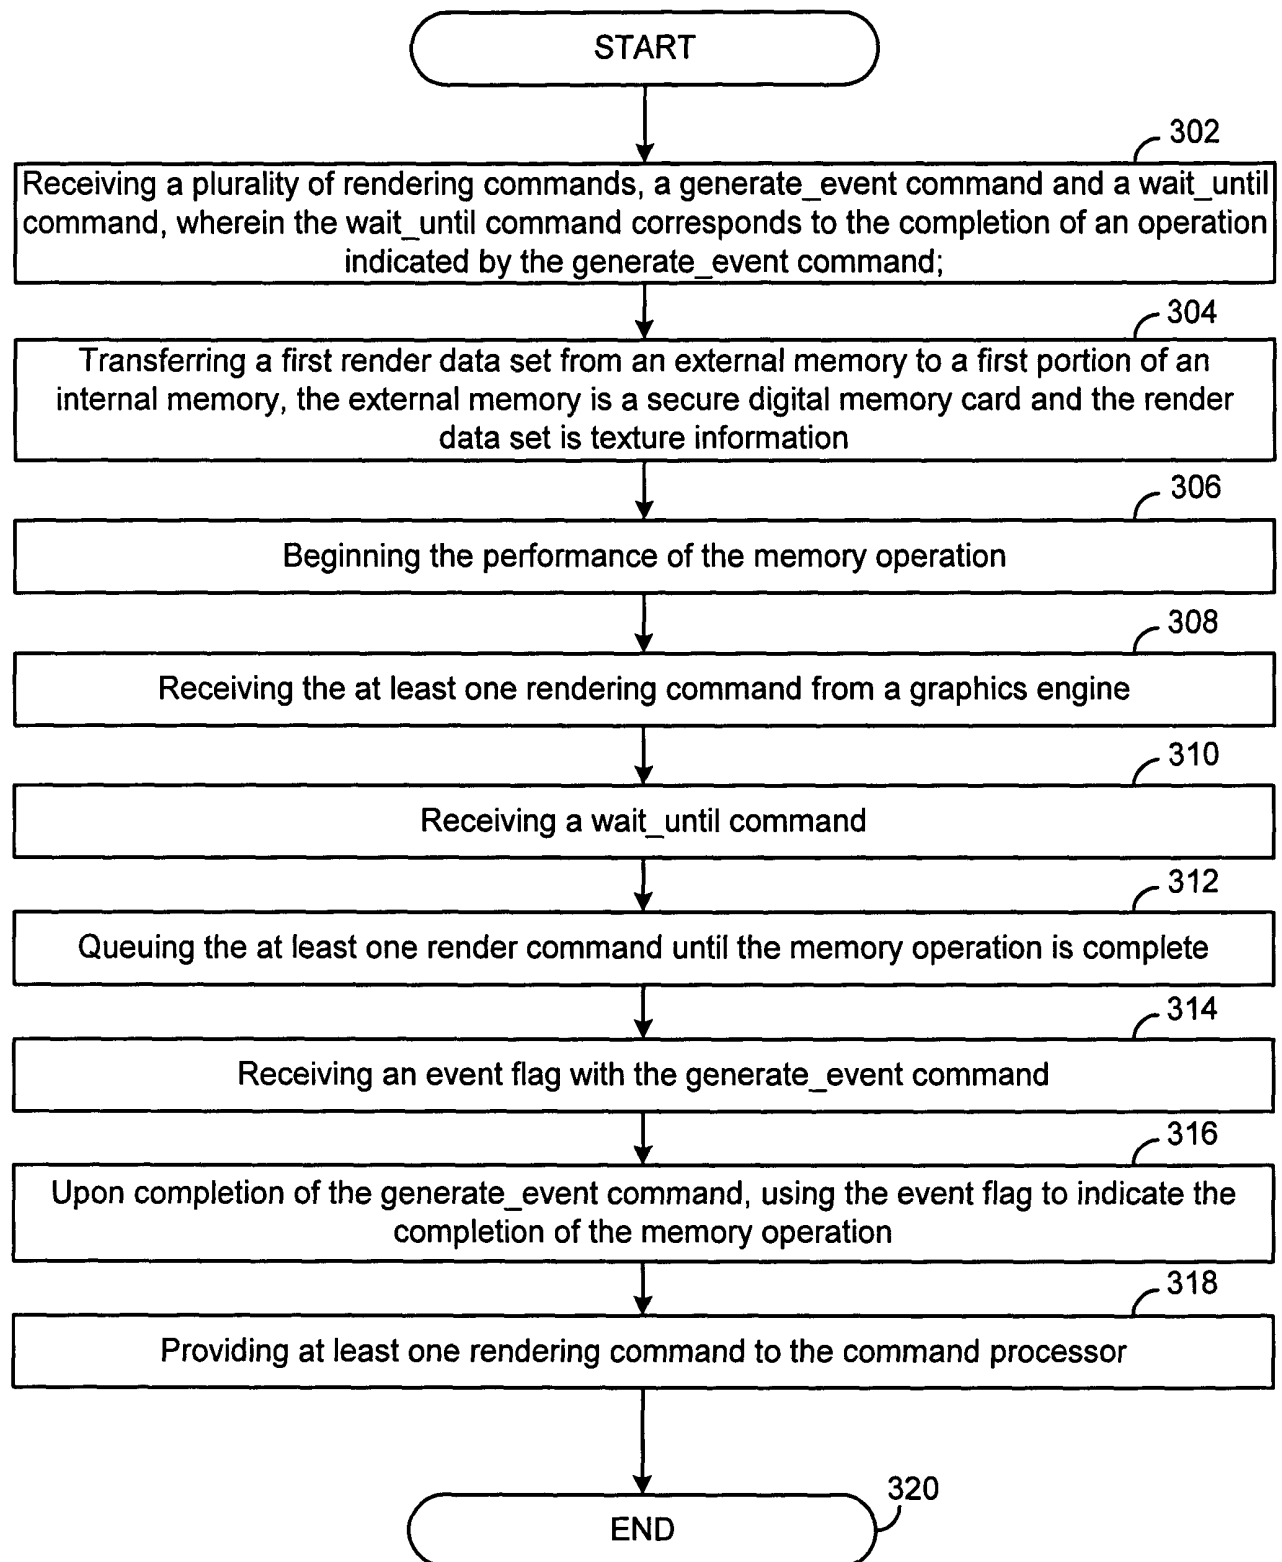 START
302
Receiving a plurality of rendering commands, a generate_event command and a wait_until
command, wherein the wait_until command corresponds to the completion of an operation
indicated by the generate_event command;
304
Transferring a first render data set from an external memory to a first portion of an
internal memory, the external memory is a secure digital memory card and the render
data set is texture information
306
Beginning the performance of the memory operation
308
Receiving the at least one rendering command from a graphics engine
310
Receiving a wait_until command
312
Queuing the at least one render command until the memory operation is complete
314
Receiving an event flag with the generate_event command
316
Upon completion of the generate_event command, using the event flag to indicate the
completion of the memory operation
318
Providing at least one rendering command to the command processor
320
END